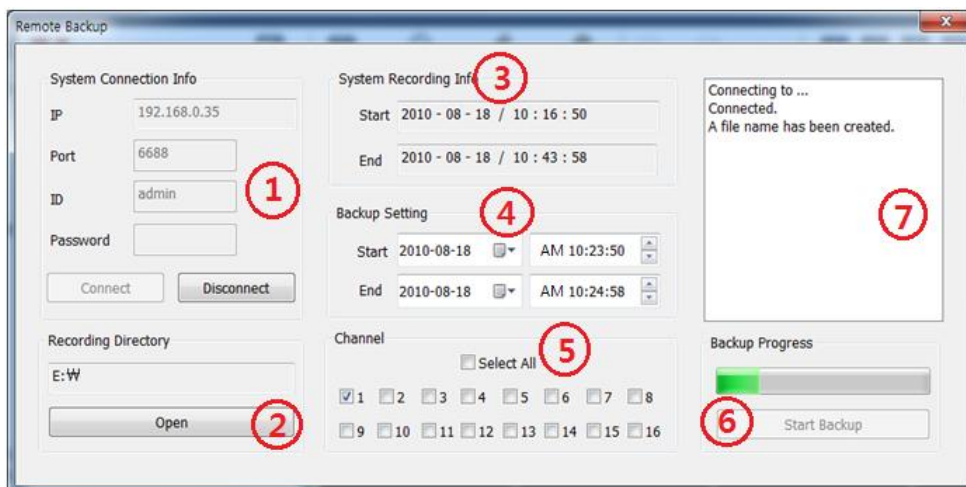 Remote Backup
System Connection Info
IP 192.168.0.35
Port 6688
ID admin
Password
Connect Disconnect
1
Recording Directory
E:₩
Open
2
System Recording Info
3
Start 2010 - 08 - 18 / 10 : 16 : 50
End 2010 - 08 - 18 / 10 : 43 : 58
Backup Setting
4
Start 2010-08-18 AM 10:23:50
End 2010-08-18 AM 10:24:58
Channel
Select All
5
1 2 3 4 5 6 7 8
9 10 11 12 13 14 15 16
Connecting to ...
Connected.
A file name has been created.
7
Backup Progress
6
Start Backup